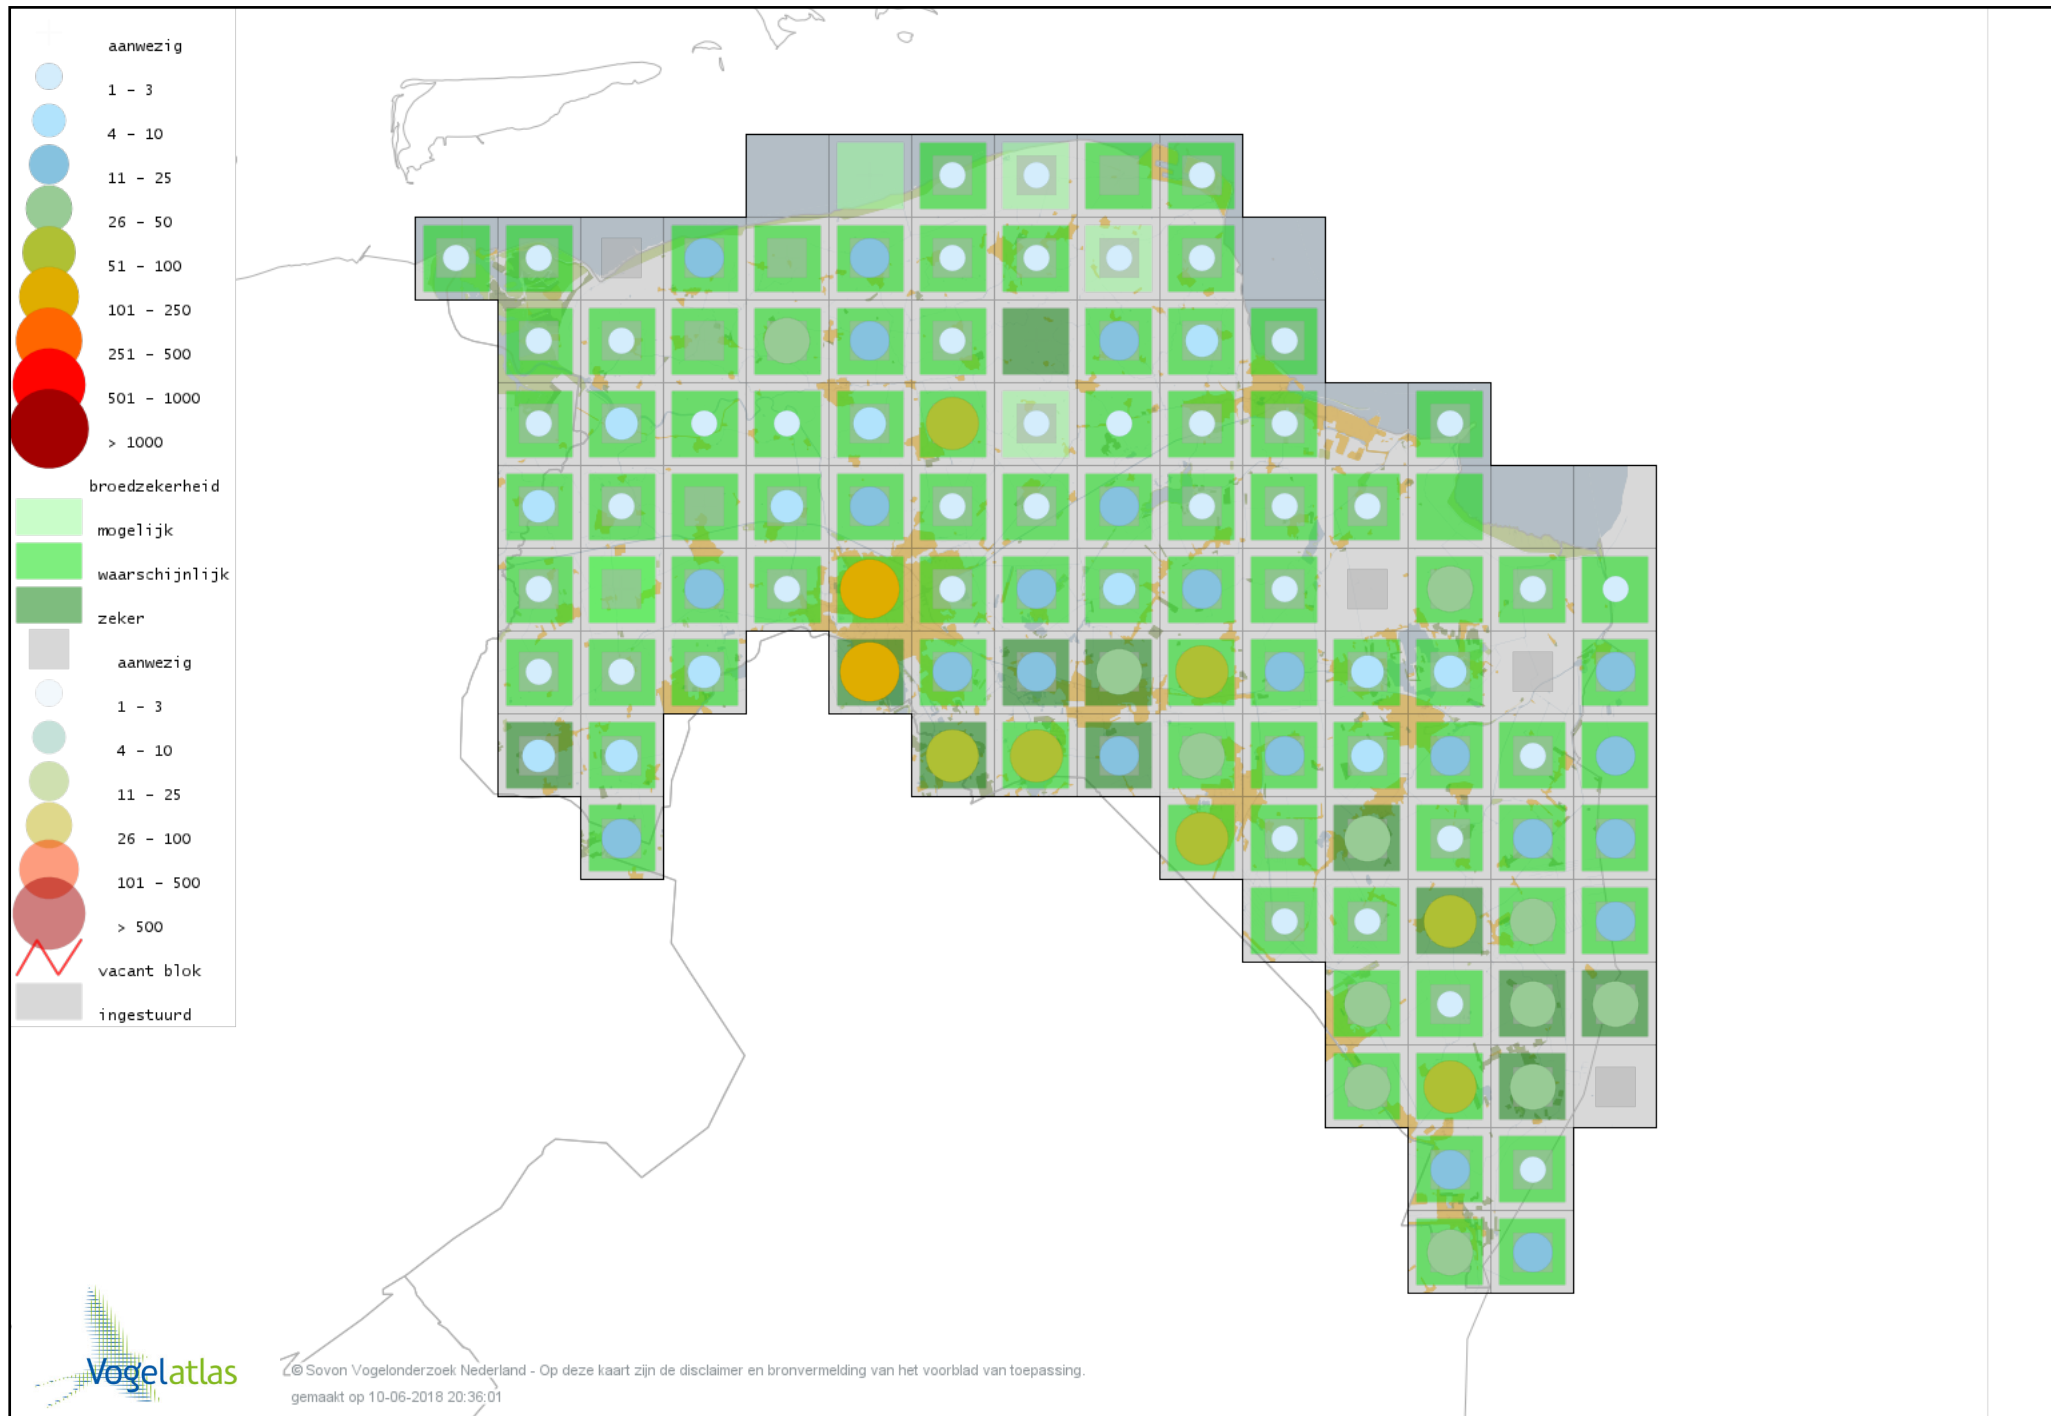 aanwezig
1 - 3
4 - 10
11 - 25
26 - 50
51 - 100
101 - 250
251 - 500
501 - 1000
> 1000
broedzekerheid
mogelijk
waarschijnlijk
zeker
aanwezig
1 - 3
4 - 10
11 - 25
26 - 100
101 - 500
> 500
vacant blok
ingestuurd
Vogelatlas
© Sovon Vogelonderzoek Nederland - Op deze kaart zijn de disclaimer en bronvermelding van het voorblad van toepassing.
gemaakt op 10-06-2018 20:36:01